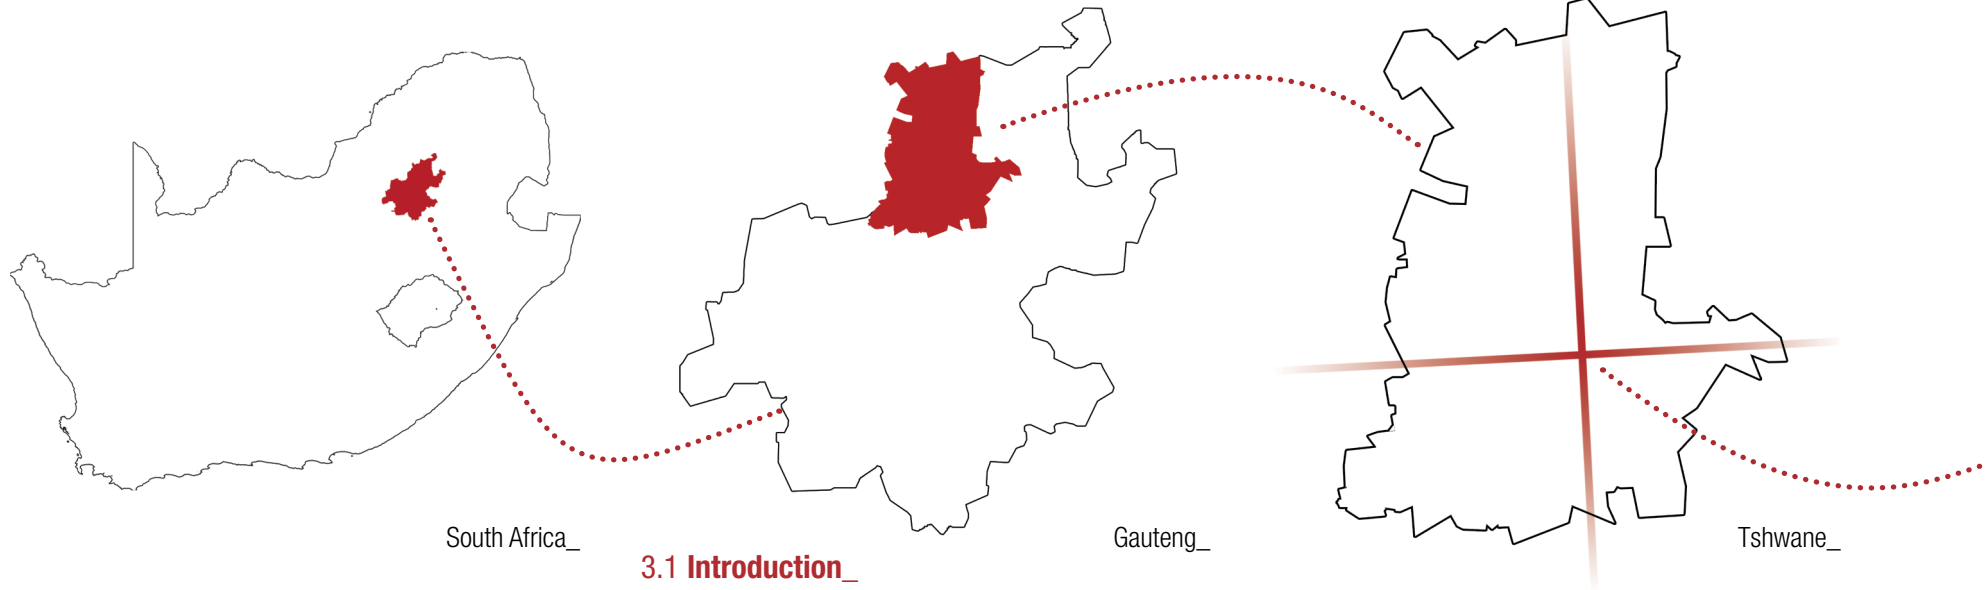 South Africa_
Gauteng_
Tshwane_
3.1 Introduction_